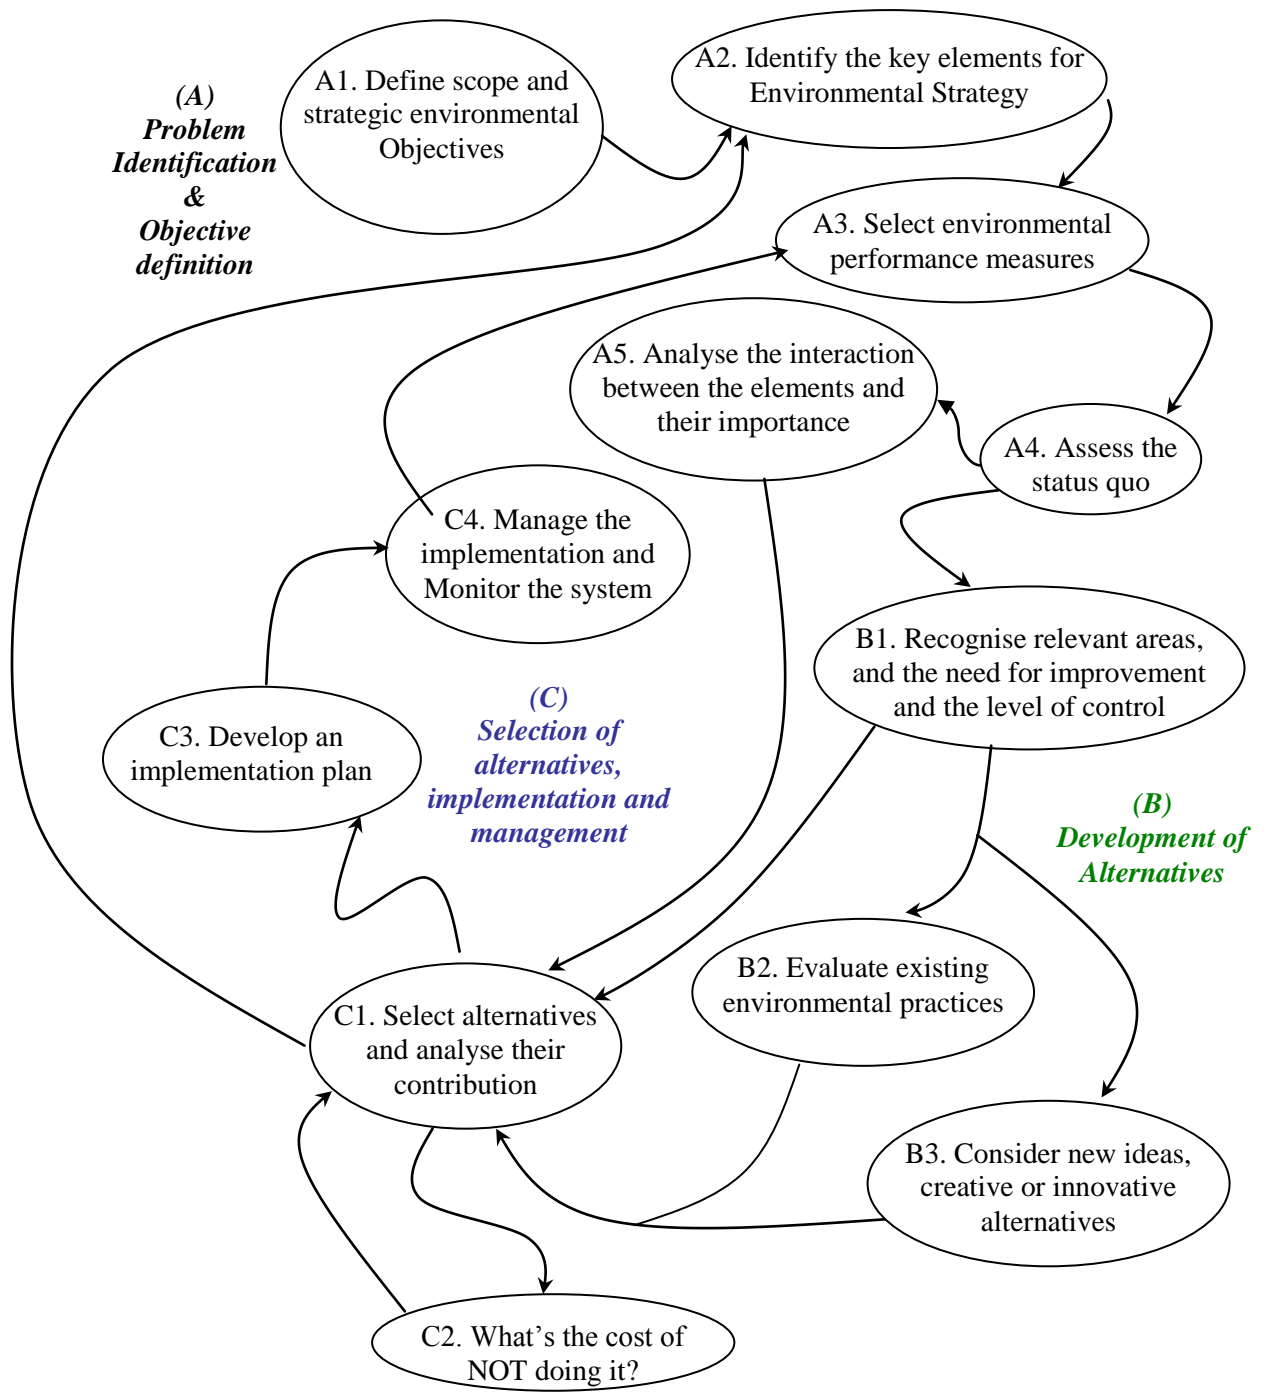 (A)
Problem
Identification
&
Objective
definition
A1. Define scope and
strategic environmental
Objectives
A2. Identify the key elements for
Environmental Strategy
A3. Select environmental
performance measures
A5. Analyse the interaction
between the elements and
their importance
A4. Assess the
status quo
C4. Manage the
implementation and
Monitor the system
B1. Recognise relevant areas,
and the need for improvement
and the level of control
(C)
Selection of
alternatives,
implementation and
management
C3. Develop an
implementation plan
(B)
Development of
Alternatives
B2. Evaluate existing
environmental practices
C1. Select alternatives
and analyse their
contribution
B3. Consider new ideas,
creative or innovative
alternatives
C2. What’s the cost of
NOT doing it?